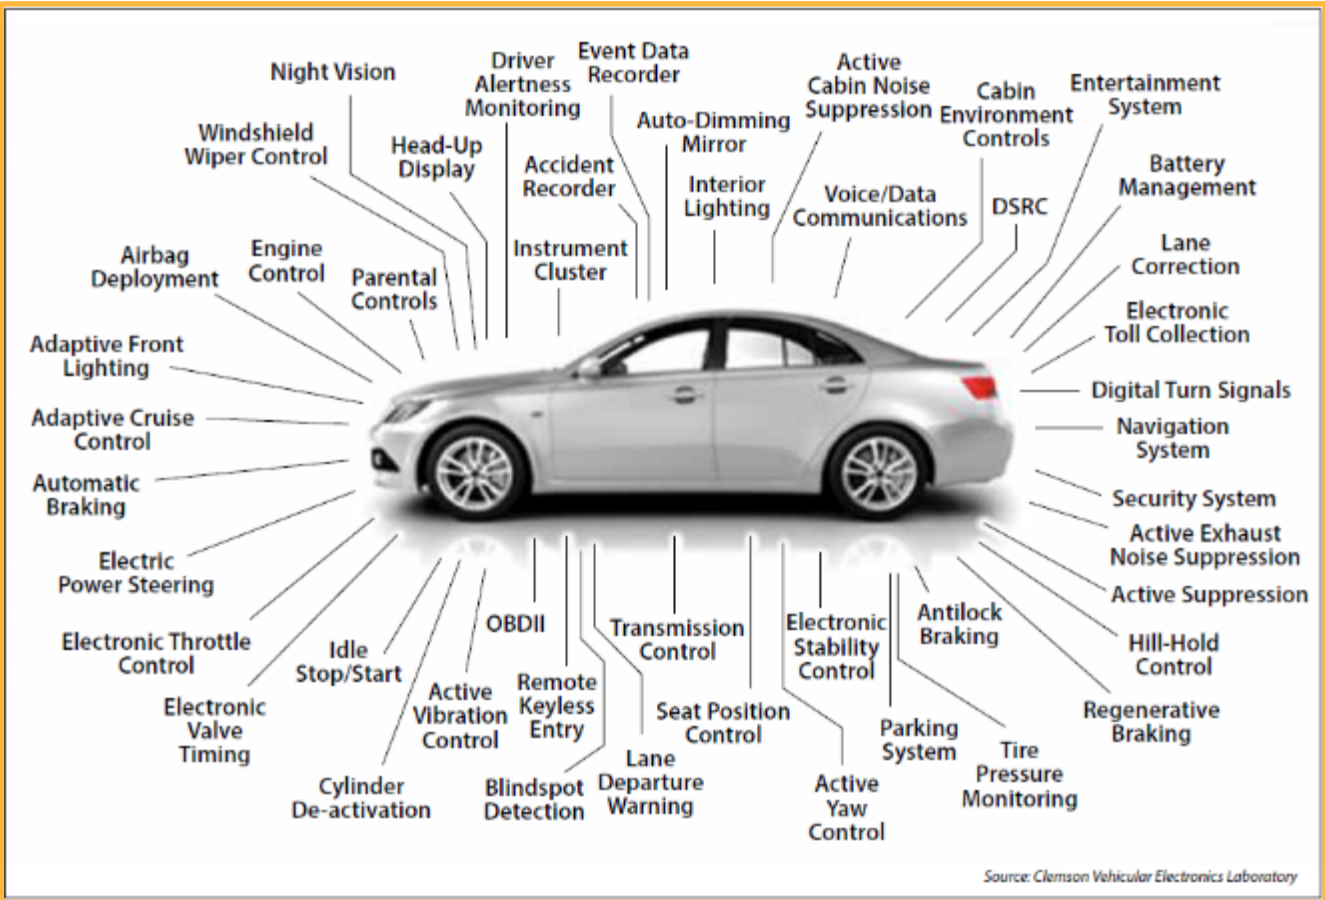 Night Vision
Driver
Alertness
Monitoring
Event Data
Recorder
Active
Cabin Noise
Suppression
Cabin
Environment
Controls
Entertainment
System
Windshield
Wiper Control
Head-Up
Display
Accident
Recorder
Auto-Dimming
Mirror
Interior
Lighting
Voice/Data
Communications
DSRC
Battery
Management
Airbag
Deployment
Engine
Control
Parental
Controls
Instrument
Cluster
Lane
Correction
Electronic
Toll Collection
Adaptive Front
Lighting
Digital Turn Signals
Adaptive Cruise
Control
Navigation
System
Automatic
Braking
Security System
Electric
Power Steering
Active Exhaust
Noise Suppression
Active Suppression
Electronic Throttle
Control
Idle
Stop/Start
OBDII
Transmission
Control
Electronic
Stability
Control
Antilock
Braking
Hill-Hold
Control
Electronic
Valve
Timing
Active
Vibration
Control
Remote
Keyless
Entry
Seat Position
Control
Parking
System
Regenerative
Braking
Cylinder
De-activation
Blindspot
Detection
Lane
Departure
Warning
Active
Yaw
Control
Tire
Pressure
Monitoring
Source: Clemson Vehicular Electronics Laboratory